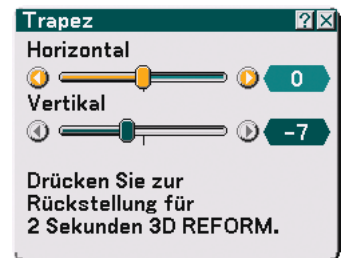 Trapez ? ×
Horizontal
0
Vertikal
-7
Drücken Sie zur
Rückstellung für
2 Sekunden 3D REFORM.